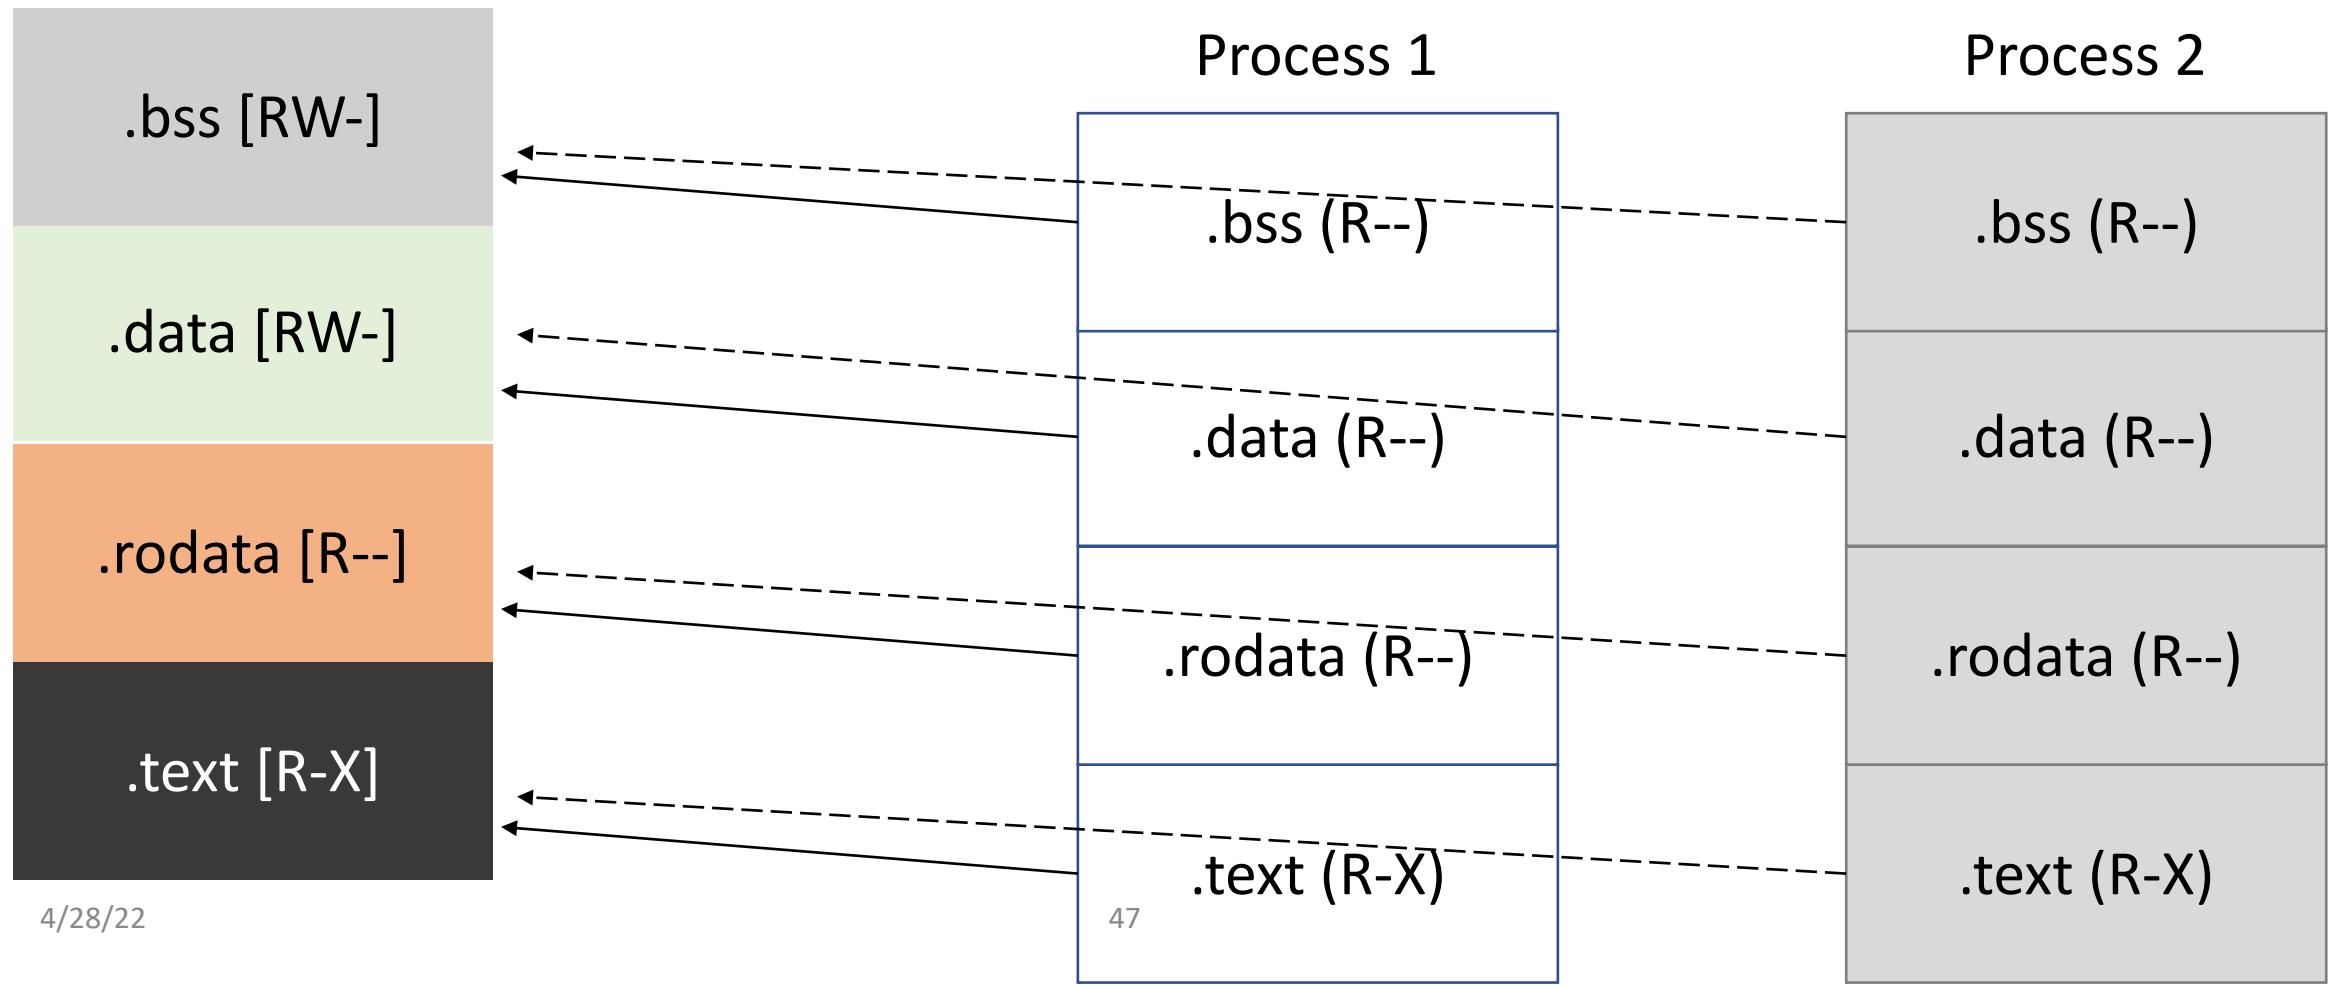 .bss [RW-]
.data [RW-]
.rodata [R--]
.text [R-X]
Process 1
.bss (R--)
.data (R--)
.rodata (R--)
.text (R-X)
Process 2
.bss (R--)
.data (R--)
.rodata (R--)
.text (R-X)
4/28/22
47